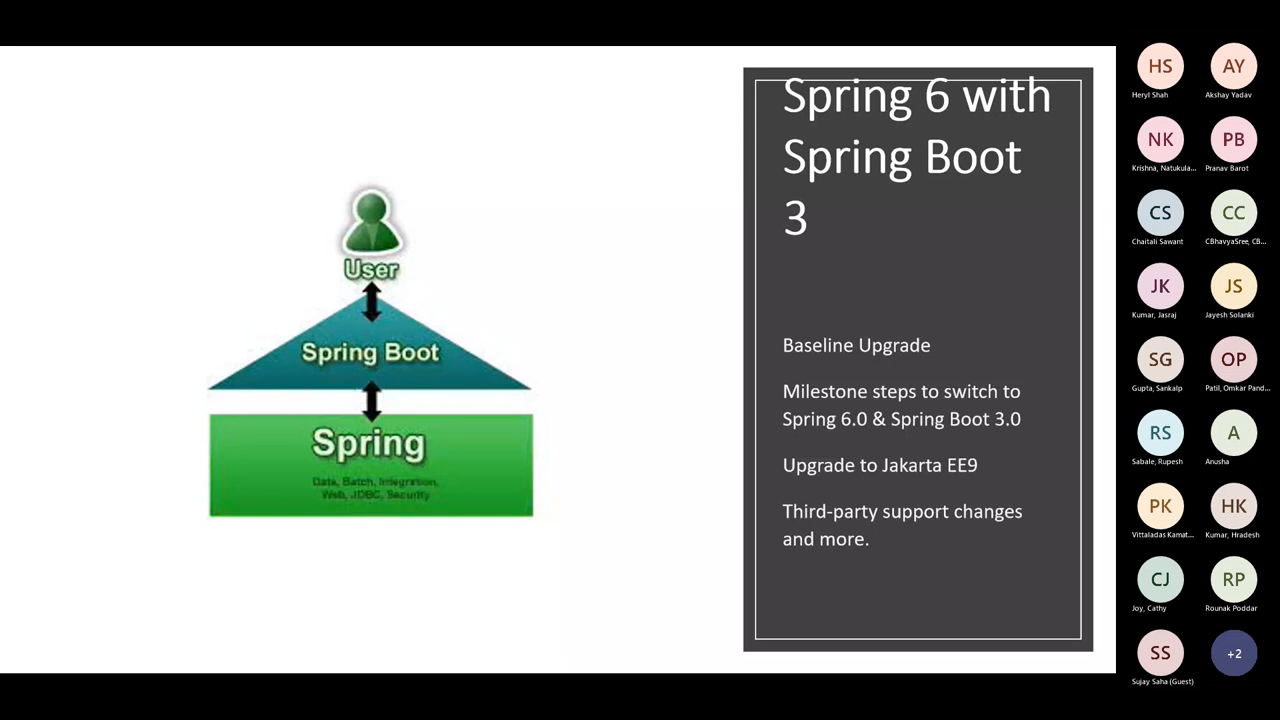 User
Spring Boot
Spring
Data, Batch, Integration,
Web, JDBC, Security
Spring 6 with
Spring Boot
3
Baseline Upgrade
Milestone steps to switch to
Spring 6.0 & Spring Boot 3.0
Upgrade to Jakarta EE9
Third-party support changes
and more.
HS
AY
Heryl Shah
Akshay Yadav
NK
PB
Krishna, Natukula...
Pranav Barot
CS
CC
Chaitali Sawant
CBhavyaSree, CB...
JK
JS
Kumar, Jasraj
Jayesh Solanki
SG
OP
Gupta, Sankalp
Patil, Omkar Pand...
RS
A
Sabale, Rupesh
Anusha
PK
HK
Vittaladas Kamat...
Kumar, Hradesh
CJ
RP
Joy, Cathy
Rounak Poddar
SS
+2
Sujay Saha (Guest)